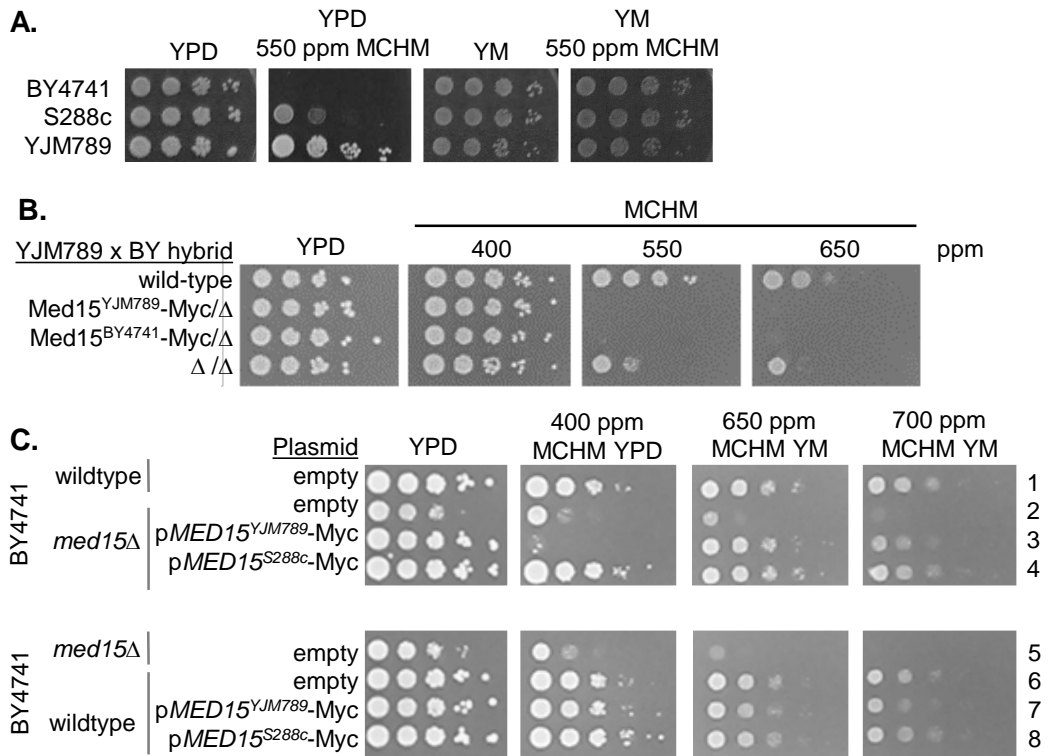 A.
YPD
YPD
550 ppm MCHM
YM
YM
550 ppm MCHM
BY4741
S288c
YJM789
B.
MCHM
YJM789 x BY hybrid
YPD
400
550
650
ppm
wild-type
Med15YJM789-Myc/Δ
Med15BY4741-Myc/Δ
Δ /Δ
C.
Plasmid
YPD
400 ppm
MCHM YPD
650 ppm
MCHM YM
700 ppm
MCHM YM
BY4741
wildtype
empty
1
med15Δ
empty
2
pMED15YJM789-Myc
3
pMED15S288c-Myc
4
BY4741
med15Δ
empty
5
wildtype
empty
6
pMED15YJM789-Myc
7
pMED15S288c-Myc
8